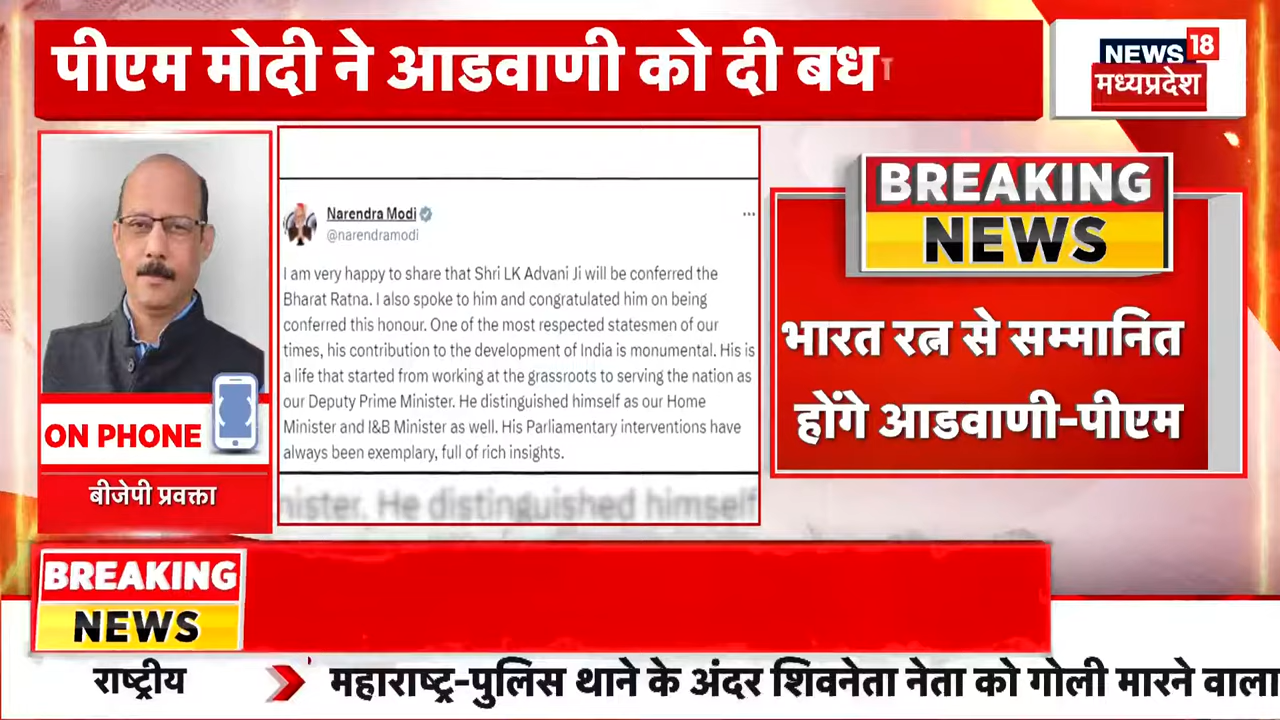 पीएम मोदी ने आडवाणी को दी बध
NEWS 18
मध्यप्रदेश
Narendra Modi
@narendramodi
I am very happy to share that Shri LK Advani Ji will be conferred the
Bharat Ratna. I also spoke to him and congratulated him on being
conferred this honour. One of the most respected statesmen of our
times, his contribution to the development of India is monumental. His is
a life that started from working at the grassroots to serving the nation as
our Deputy Prime Minister. He distinguished himself as our Home
Minister and I&B Minister as well. His Parliamentary interventions have
always been exemplary, full of rich insights.
nister. He distinguished himself
BREAKING
NEWS
भारत रत्न से सम्मानित
होंगे आडवाणी-पीएम
ON PHONE
बीजेपी प्रवक्ता
BREAKING
NEWS
राष्ट्रीय
महाराष्ट्र-पुलिस थाने के अंदर शिवनेता नेता को गोली मारने वाला